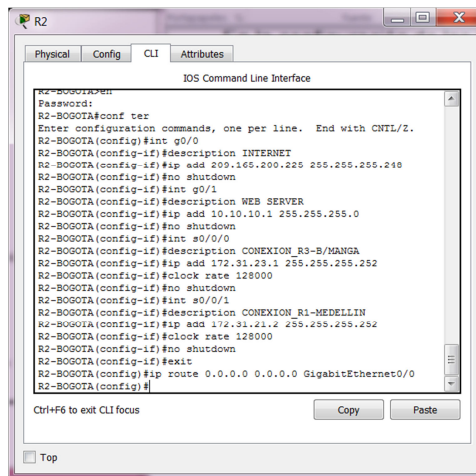 R2
Physical Config CLI Attributes
IOS Command Line Interface
R2-BOGOTA>en
Password:
R2-BOGOTA#conf ter
Enter configuration commands, one per line. End with CNTL/Z.
R2-BOGOTA(config)#int g0/0
R2-BOGOTA(config-if)#description INTERNET
R2-BOGOTA(config-if)#ip add 209.165.200.225 255.255.255.248
R2-BOGOTA(config-if)#no shutdown
R2-BOGOTA(config-if)#int g0/1
R2-BOGOTA(config-if)#description WEB SERVER
R2-BOGOTA(config-if)#ip add 10.10.10.1 255.255.255.0
R2-BOGOTA(config-if)#no shutdown
R2-BOGOTA(config-if)#int s0/0/0
R2-BOGOTA(config-if)#description CONEXION_R3-B/MANGA
R2-BOGOTA(config-if)#ip add 172.31.23.1 255.255.255.252
R2-BOGOTA(config-if)#clock rate 128000
R2-BOGOTA(config-if)#no shutdown
R2-BOGOTA(config-if)#int s0/0/1
R2-BOGOTA(config-if)#description CONEXION_R1-MEDELLIN
R2-BOGOTA(config-if)#ip add 172.31.21.2 255.255.255.252
R2-BOGOTA(config-if)#clock rate 128000
R2-BOGOTA(config-if)#no shutdown
R2-BOGOTA(config-if)#exit
R2-BOGOTA(config)#ip route 0.0.0.0 0.0.0.0 GigabitEthernet0/0
R2-BOGOTA(config)#
Ctrl+F6 to exit CLI focus Copy Paste
Top